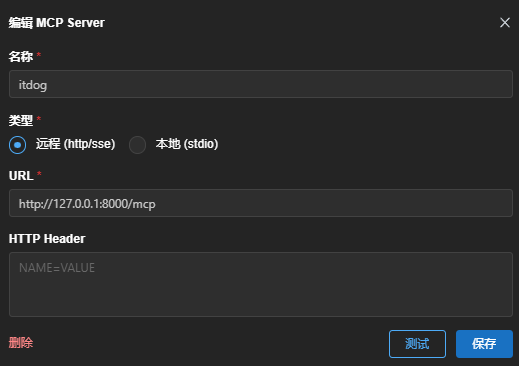 编辑 MCP Server
名称 *
itdog
类型 *
远程 (http/sse) 本地 (stdio)
URL *
http://127.0.0.1:8000/mcp
HTTP Header
NAME=VALUE
删除 测试 保存